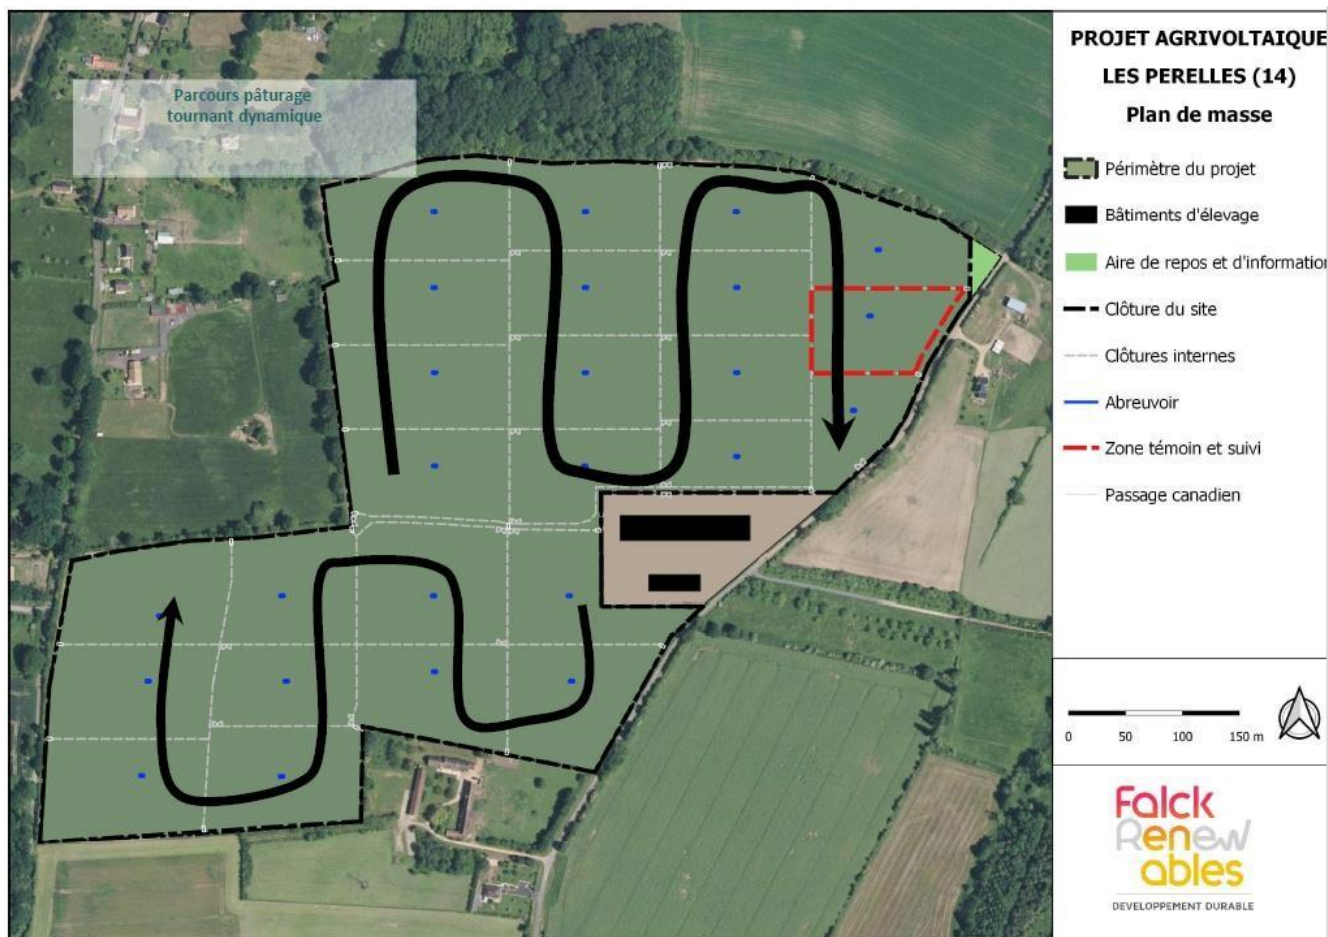 Parcours pâturage
tournant dynamique
PROJET AGRIVOLTAIQUE
LES PERELLES (14)
Plan de masse
Périmètre du projet
Bâtiments d'élevage
Aire de repos et d'information
Clôture du site
Clôtures internes
Abreuvoir
Zone témoin et suivi
Passage canadien
0 50 100 150 m
Falck
Renew
ables
DEVELOPPEMENT DURABLE